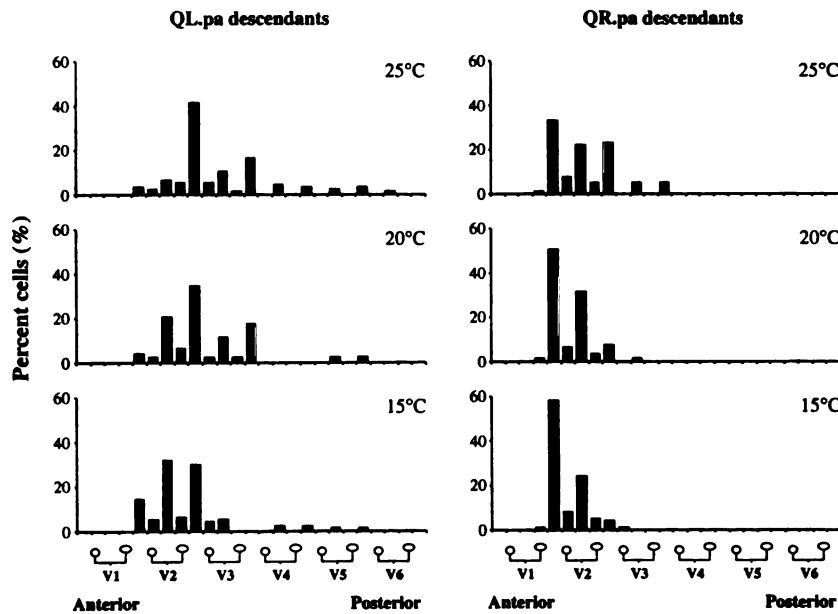 QL.pa descendants
QR.pa descendants
Percent cells (%)
60
40
20
0
25°C
60
40
20
0
25°C
60
40
20
0
20°C
60
40
20
0
20°C
60
40
20
0
15°C
60
40
20
0
15°C
V1 V2 V3 V4 V5 V6
V1 V2 V3 V4 V5 V6
Anterior Posterior
Anterior Posterior